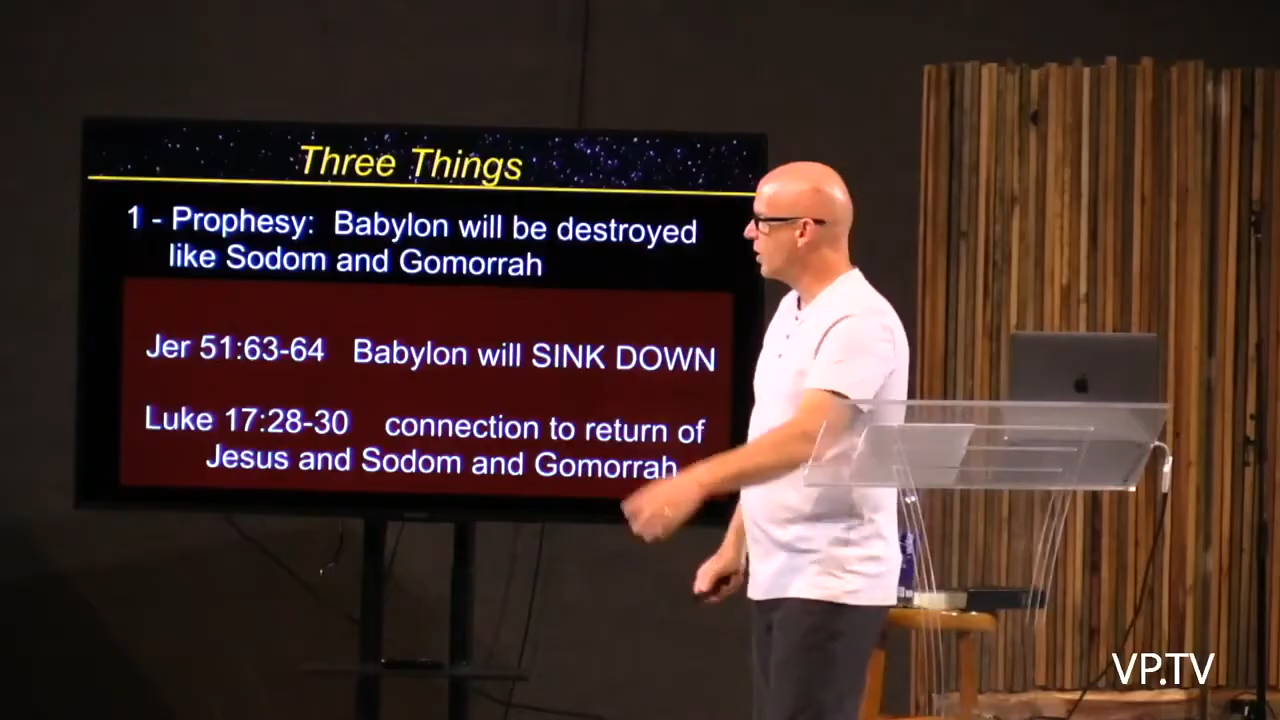 Three Things
1 - Prophesy: Babylon will be destroyed
like Sodom and Gomorrah
Jer 51:63-64 Babylon will SINK DOWN
Luke 17:28-30 connection to return of
Jesus and Sodom and Gomorrah
VP.TV